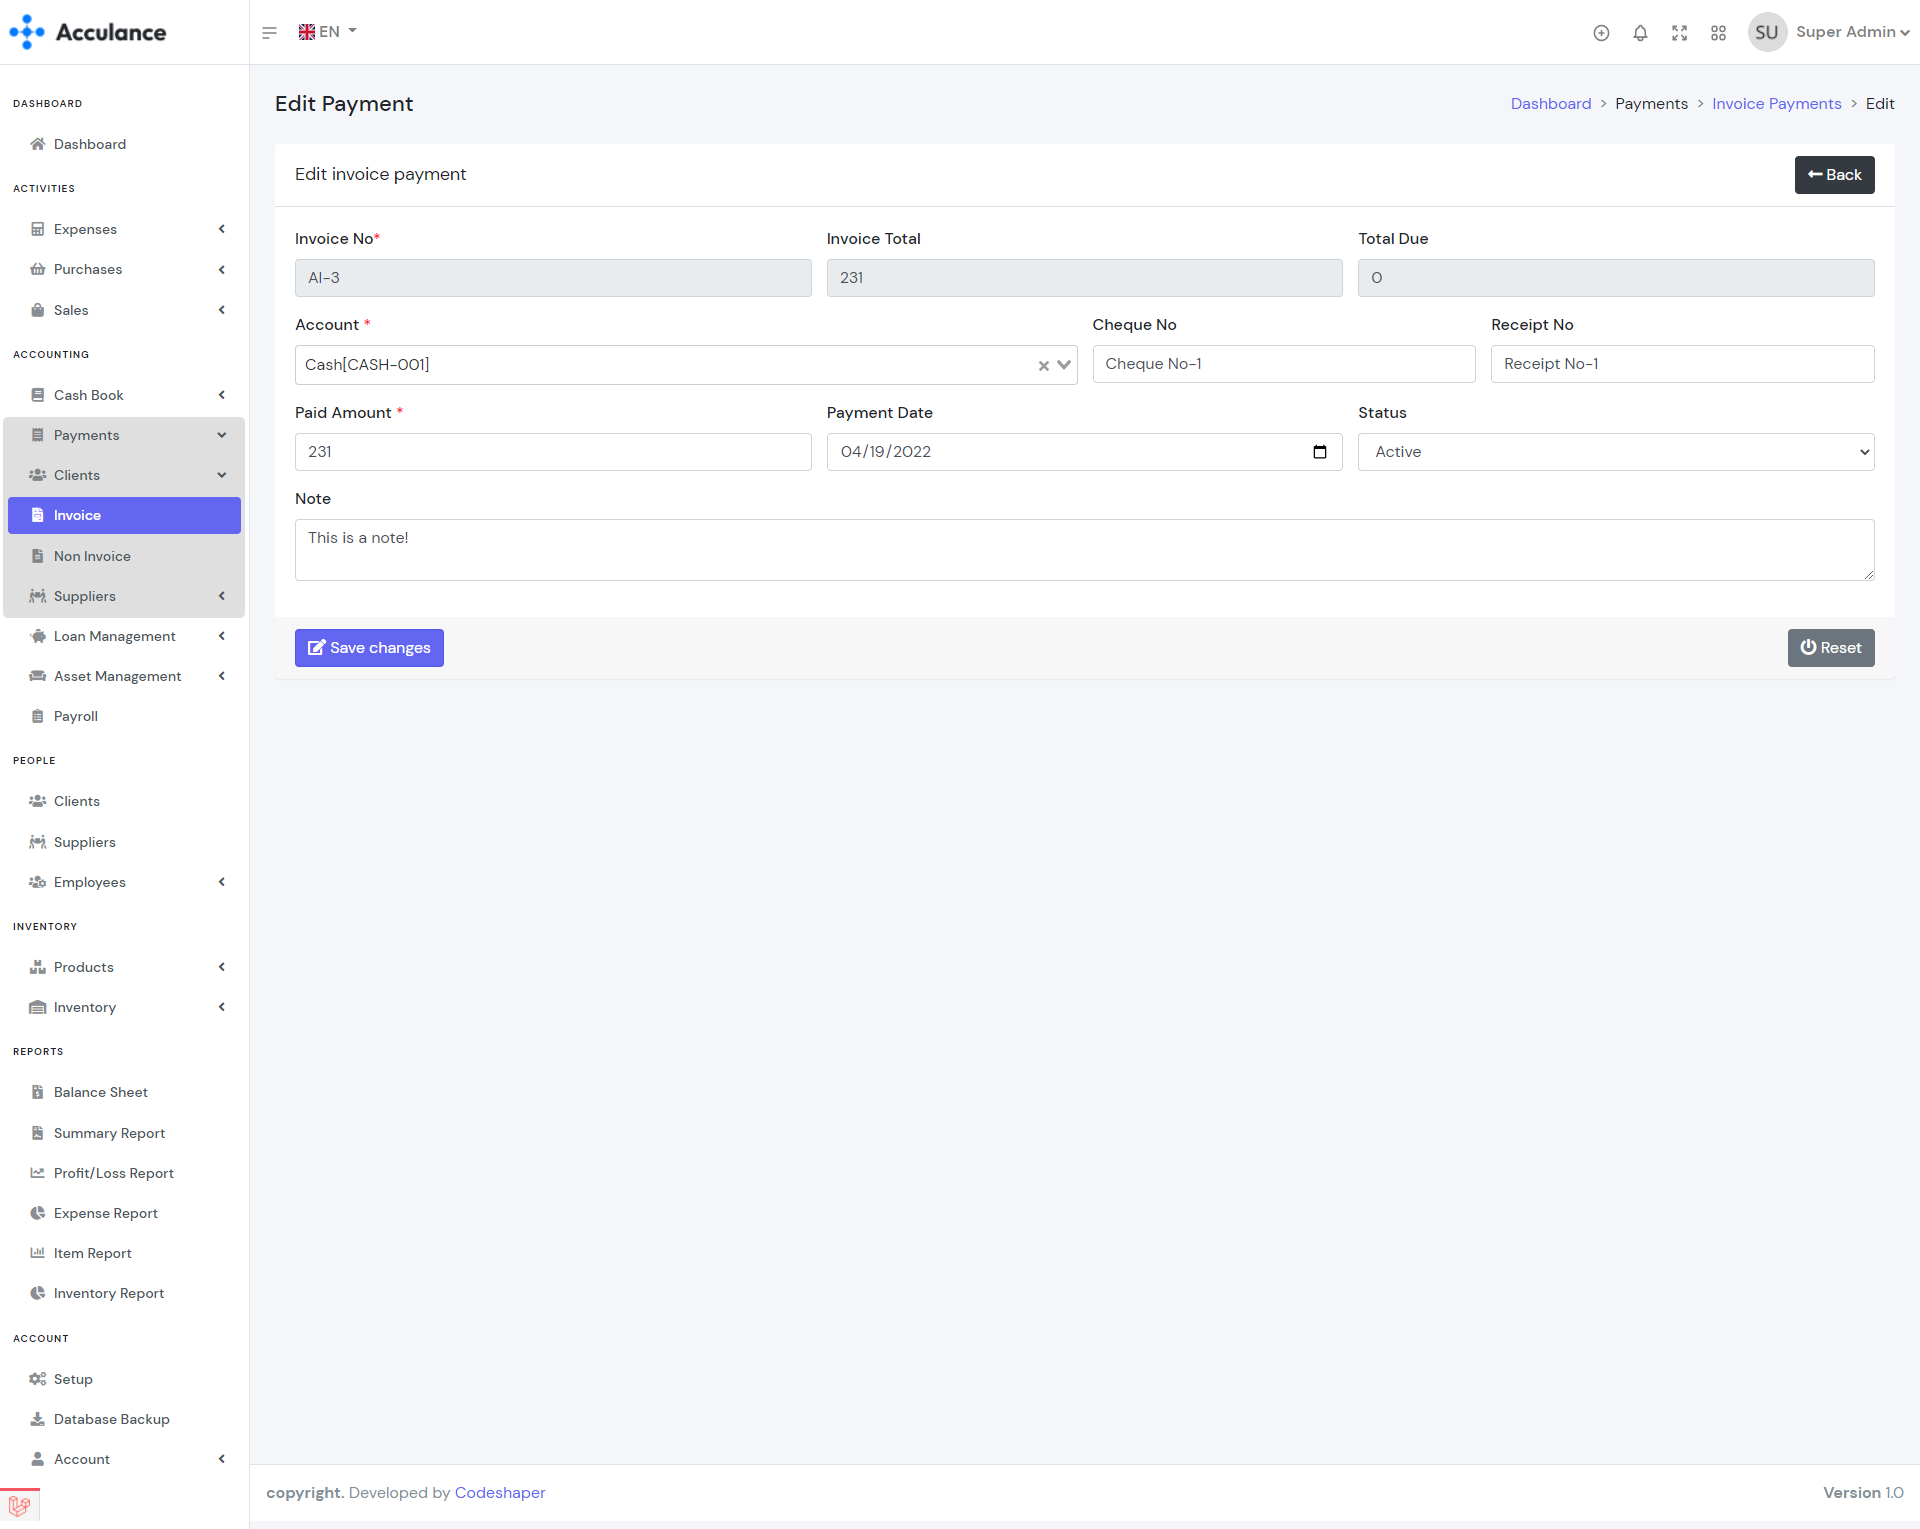 Acculance
EN
SU
Super Admin
DASHBOARD
Dashboard
ACTIVITIES
Expenses
Purchases
Sales
ACCOUNTING
Cash Book
Payments
Clients
Invoice
Non Invoice
Suppliers
Loan Management
Asset Management
Payroll
PEOPLE
Clients
Suppliers
Employees
INVENTORY
Products
Inventory
REPORTS
Balance Sheet
Summary Report
Profit/Loss Report
Expense Report
Item Report
Inventory Report
ACCOUNT
Setup
Database Backup
Account
Edit Payment
Dashboard > Payments > Invoice Payments > Edit
Edit invoice payment
Back
Invoice No* Invoice Total Total Due
AI-3 231 0
Account * Cheque No Receipt No
Cash[CASH-001] Cheque No-1 Receipt No-1
Paid Amount * Payment Date Status
231 04/19/2022 Active
Note
This is a note!
Save changes
Reset
copyright. Developed by Codeshaper
Version 1.0